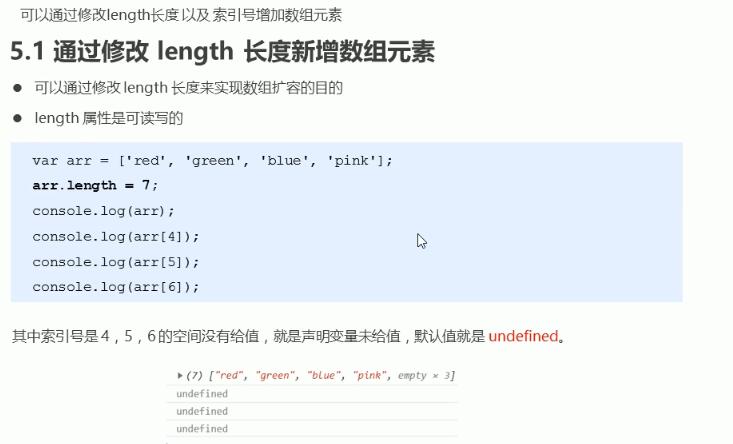 可以通过修改length长度 以及 索引号增加数组元素
5.1 通过修改 length 长度新增数组元素
● 可以通过修改 length 长度来实现数组扩容的目的
● length 属性是可读写的
var arr = ['red', 'green', 'blue', 'pink'];
arr.length = 7;
console.log(arr);
console.log(arr[4]);
console.log(arr[5]);
console.log(arr[6]);
其中索引号是 4，5，6 的空间没有给值，就是声明变量未给值，默认值就是 undefined。
▸ (7) ["red", "green", "blue", "pink", empty × 3]
undefined
undefined
undefined